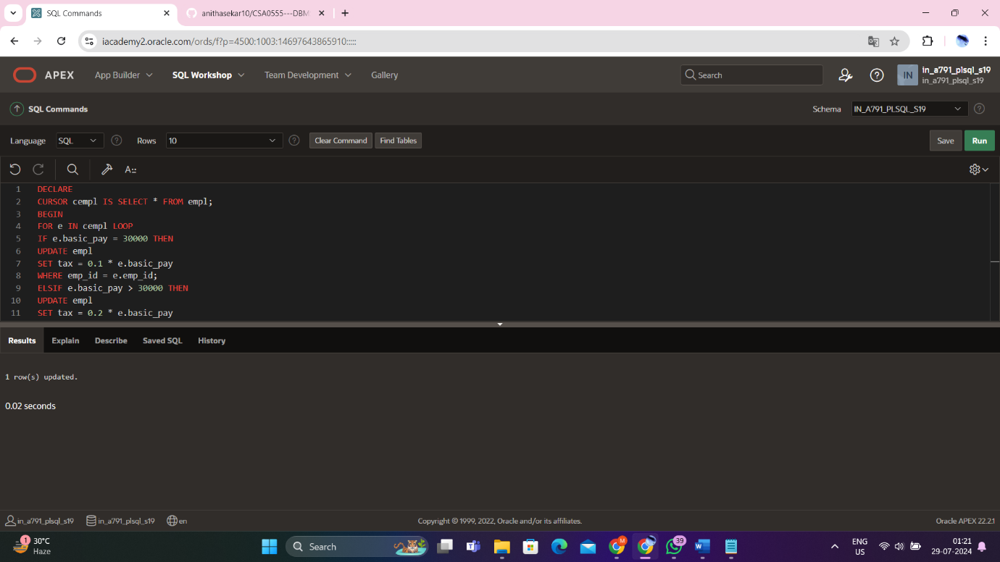 SQL Commands
anithasekar10/CSA0555---DBM
iacademy2.oracle.com/ords/f?p=4500:1003:14697643865910:::::
APEX App Builder SQL Workshop Team Development Gallery
Search
IN in_a791_plsql_s19
in_a791_plsql_s19
SQL Commands
Schema IN_A791_PLSQL_S19
Language SQL Rows 10 Clear Command Find Tables Save Run
1 DECLARE
2 CURSOR cempl IS SELECT * FROM empl;
3 BEGIN
4 FOR e IN cempl LOOP
5 IF e.basic_pay = 30000 THEN
6 UPDATE empl
7 SET tax = 0.1 * e.basic_pay
8 WHERE emp_id = e.emp_id;
9 ELSIF e.basic_pay > 30000 THEN
10 UPDATE empl
11 SET tax = 0.2 * e.basic_pay
Results Explain Describe Saved SQL History
1 row(s) updated.
0.02 seconds
in_a791_plsql_s19 in_a791_plsql_s19 en
Copyright © 1999, 2022, Oracle and/or its affiliates.
Oracle APEX 22.2.1
1
30°C
Haze
Search
M
39
ENG
US
01:21
29-07-2024